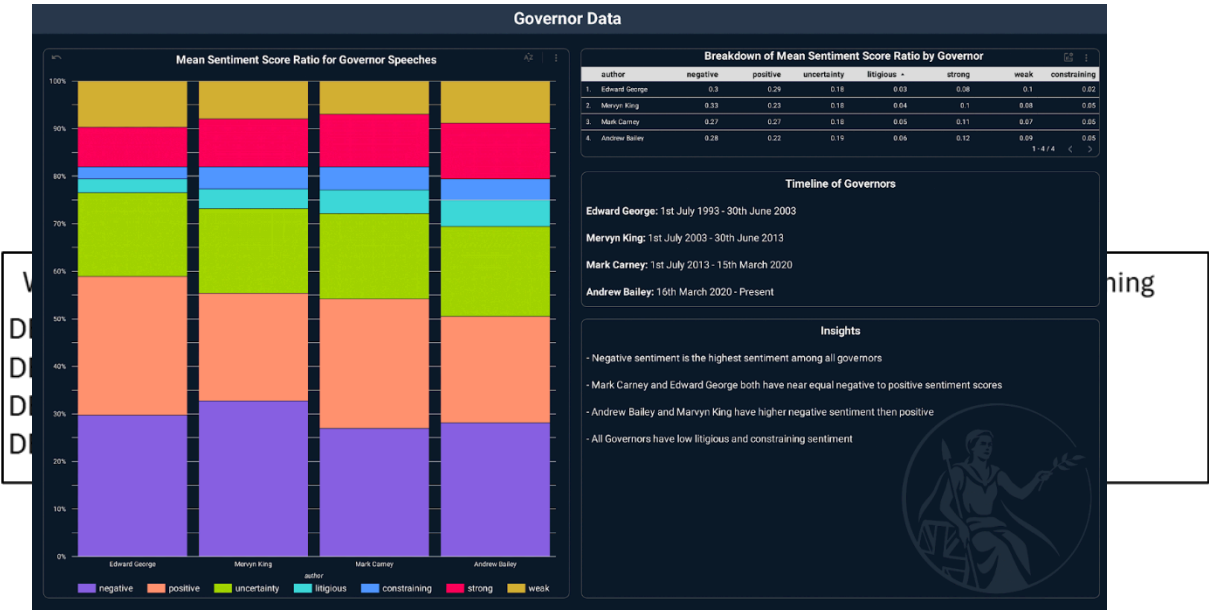 Governor Data
Mean Sentiment Score Ratio for Governor Speeches
100%
90%
80%
70%
60%
50%
40%
30%
20%
10%
0%
Edward George Mervyn King Mark Carney Andrew Bailey
author
negative positive uncertainty litigious constraining strong weak
Breakdown of Mean Sentiment Score Ratio by Governor
author negative positive uncertainty litigious strong weak constraining
1. Edward George 0.3 0.29 0.18 0.03 0.08 0.1 0.02
2. Mervyn King 0.33 0.23 0.18 0.04 0.1 0.08 0.05
3. Mark Carney 0.27 0.27 0.18 0.05 0.11 0.07 0.05
4. Andrew Bailey 0.28 0.22 0.19 0.06 0.12 0.09 0.05
1 - 4 / 4
Timeline of Governors
Edward George: 1st July 1993 - 30th June 2003
Mervyn King: 1st July 2003 - 30th June 2013
Mark Carney: 1st July 2013 - 15th March 2020
Andrew Bailey: 16th March 2020 - Present
Insights
- Negative sentiment is the highest sentiment among all governors
- Mark Carney and Edward George both have near equal negative to positive sentiment scores
- Andrew Bailey and Marvyn King have higher negative sentiment then positive
- All Governors have low litigious and constraining sentiment
ning